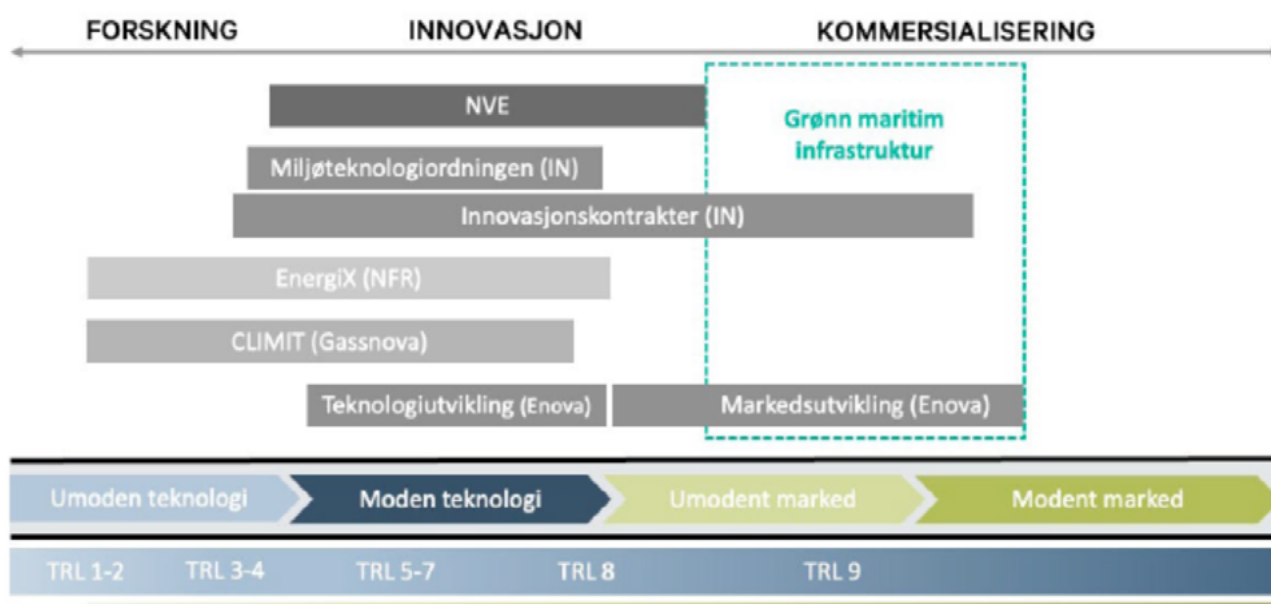 FORSKNING INNOVASJON KOMMERSIALISERING
NVE
Grønn maritim
infrastruktur
Miljøteknologiordningen (IN)
Innovasjonskontrakter (IN)
EnergiX (NFR)
CLIMIT (Gassnova)
Teknologiutvikling (Enova) Markedsutvikling (Enova)
Umoden teknologi Moden teknologi Umodent marked Modent marked
TRL 1-2 TRL 3-4 TRL 5-7 TRL 8 TRL 9